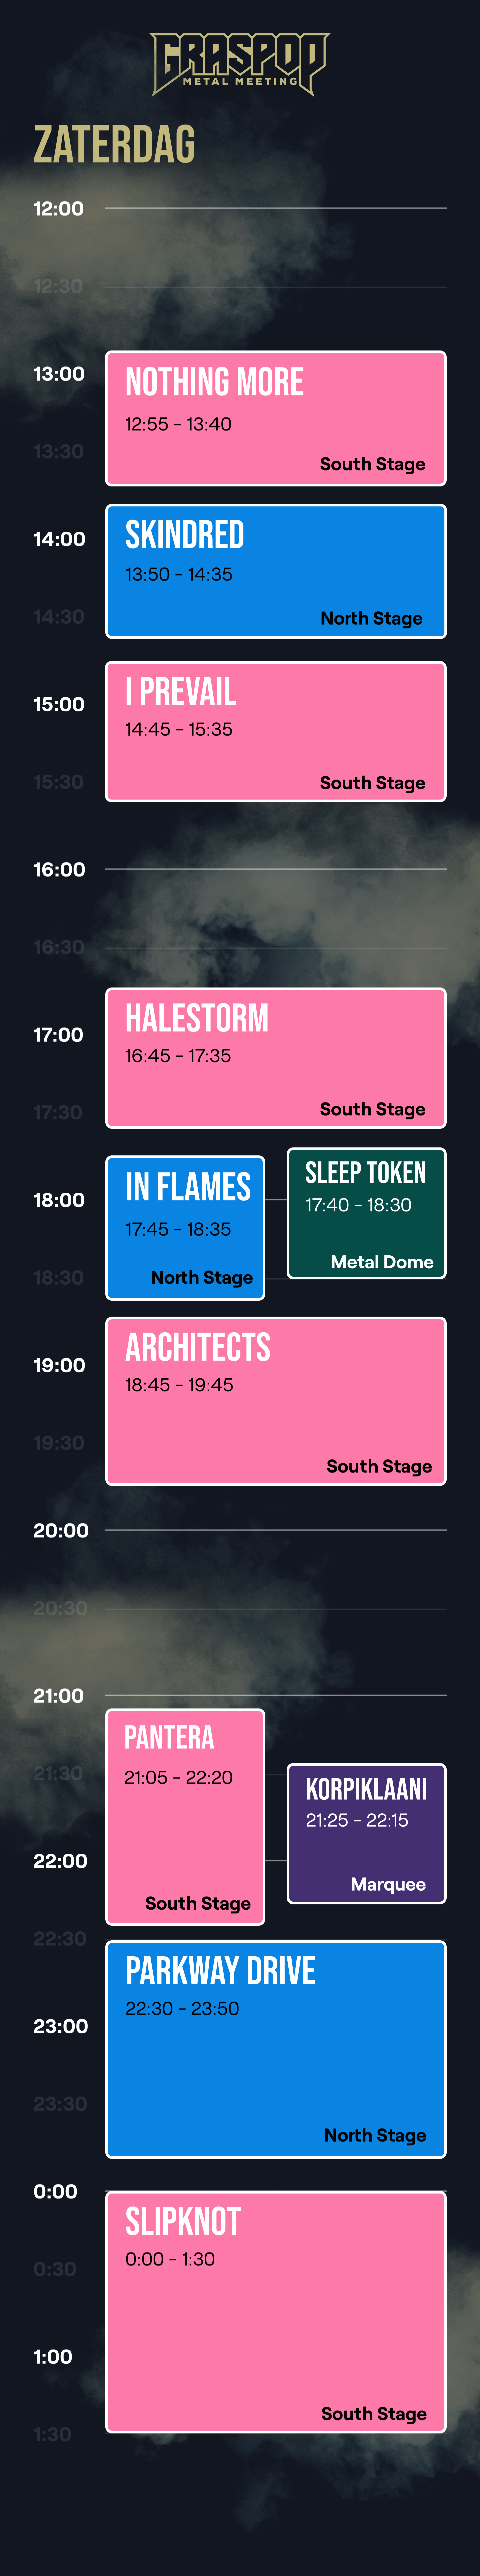 GRASPOP
METAL MEETING
ZATERDAG
12:00
12:30
13:00
NOTHING MORE
12:55 - 13:40
13:30
South Stage
SKINDRED
14:00
13:50 - 14:35
14:30
North Stage
I PREVAIL
15:00
14:45 - 15:35
15:30
South Stage
16:00
16:30
HALESTORM
17:00
16:45 - 17:35
17:30
South Stage
IN FLAMES
18:00
17:45 - 18:35
18:30
North Stage
SLEEP TOKEN
17:40 - 18:30
Metal Dome
ARCHITECTS
19:00
18:45 - 19:45
19:30
South Stage
20:00
20:30
21:00
PANTERA
21:30
21:05 - 22:20
22:00
South Stage
KORPIKLAANI
21:25 - 22:15
Marquee
22:30
PARKWAY DRIVE
22:30 - 23:50
23:00
23:30
North Stage
0:00
SLIPKNOT
0:00 - 1:30
0:30
1:00
South Stage
1:30